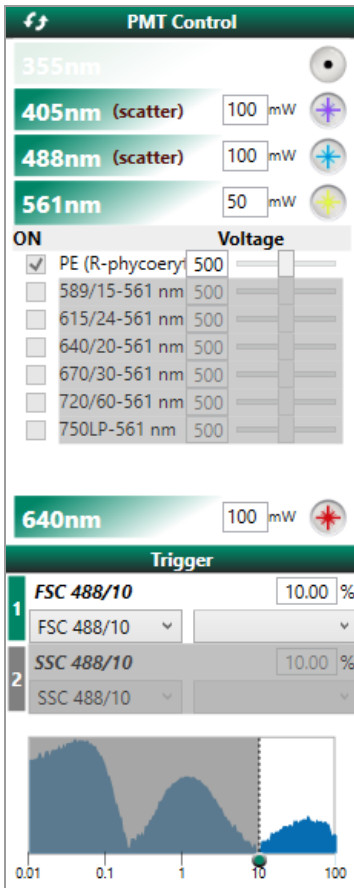 PMT Control
355nm
405nm (scatter) 100 mW
488nm (scatter) 100 mW
561nm 50 mW
ON Voltage
PE (R-phycoeryt 500
589/15-561 nm 500
615/24-561 nm 500
640/20-561 nm 500
670/30-561 nm 500
720/60-561 nm 500
750LP-561 nm 500
640nm 100 mW
Trigger
1 FSC 488/10 10.00 %
FSC 488/10
2 SSC 488/10 10.00 %
SSC 488/10
0.01 0.1 1 10 100